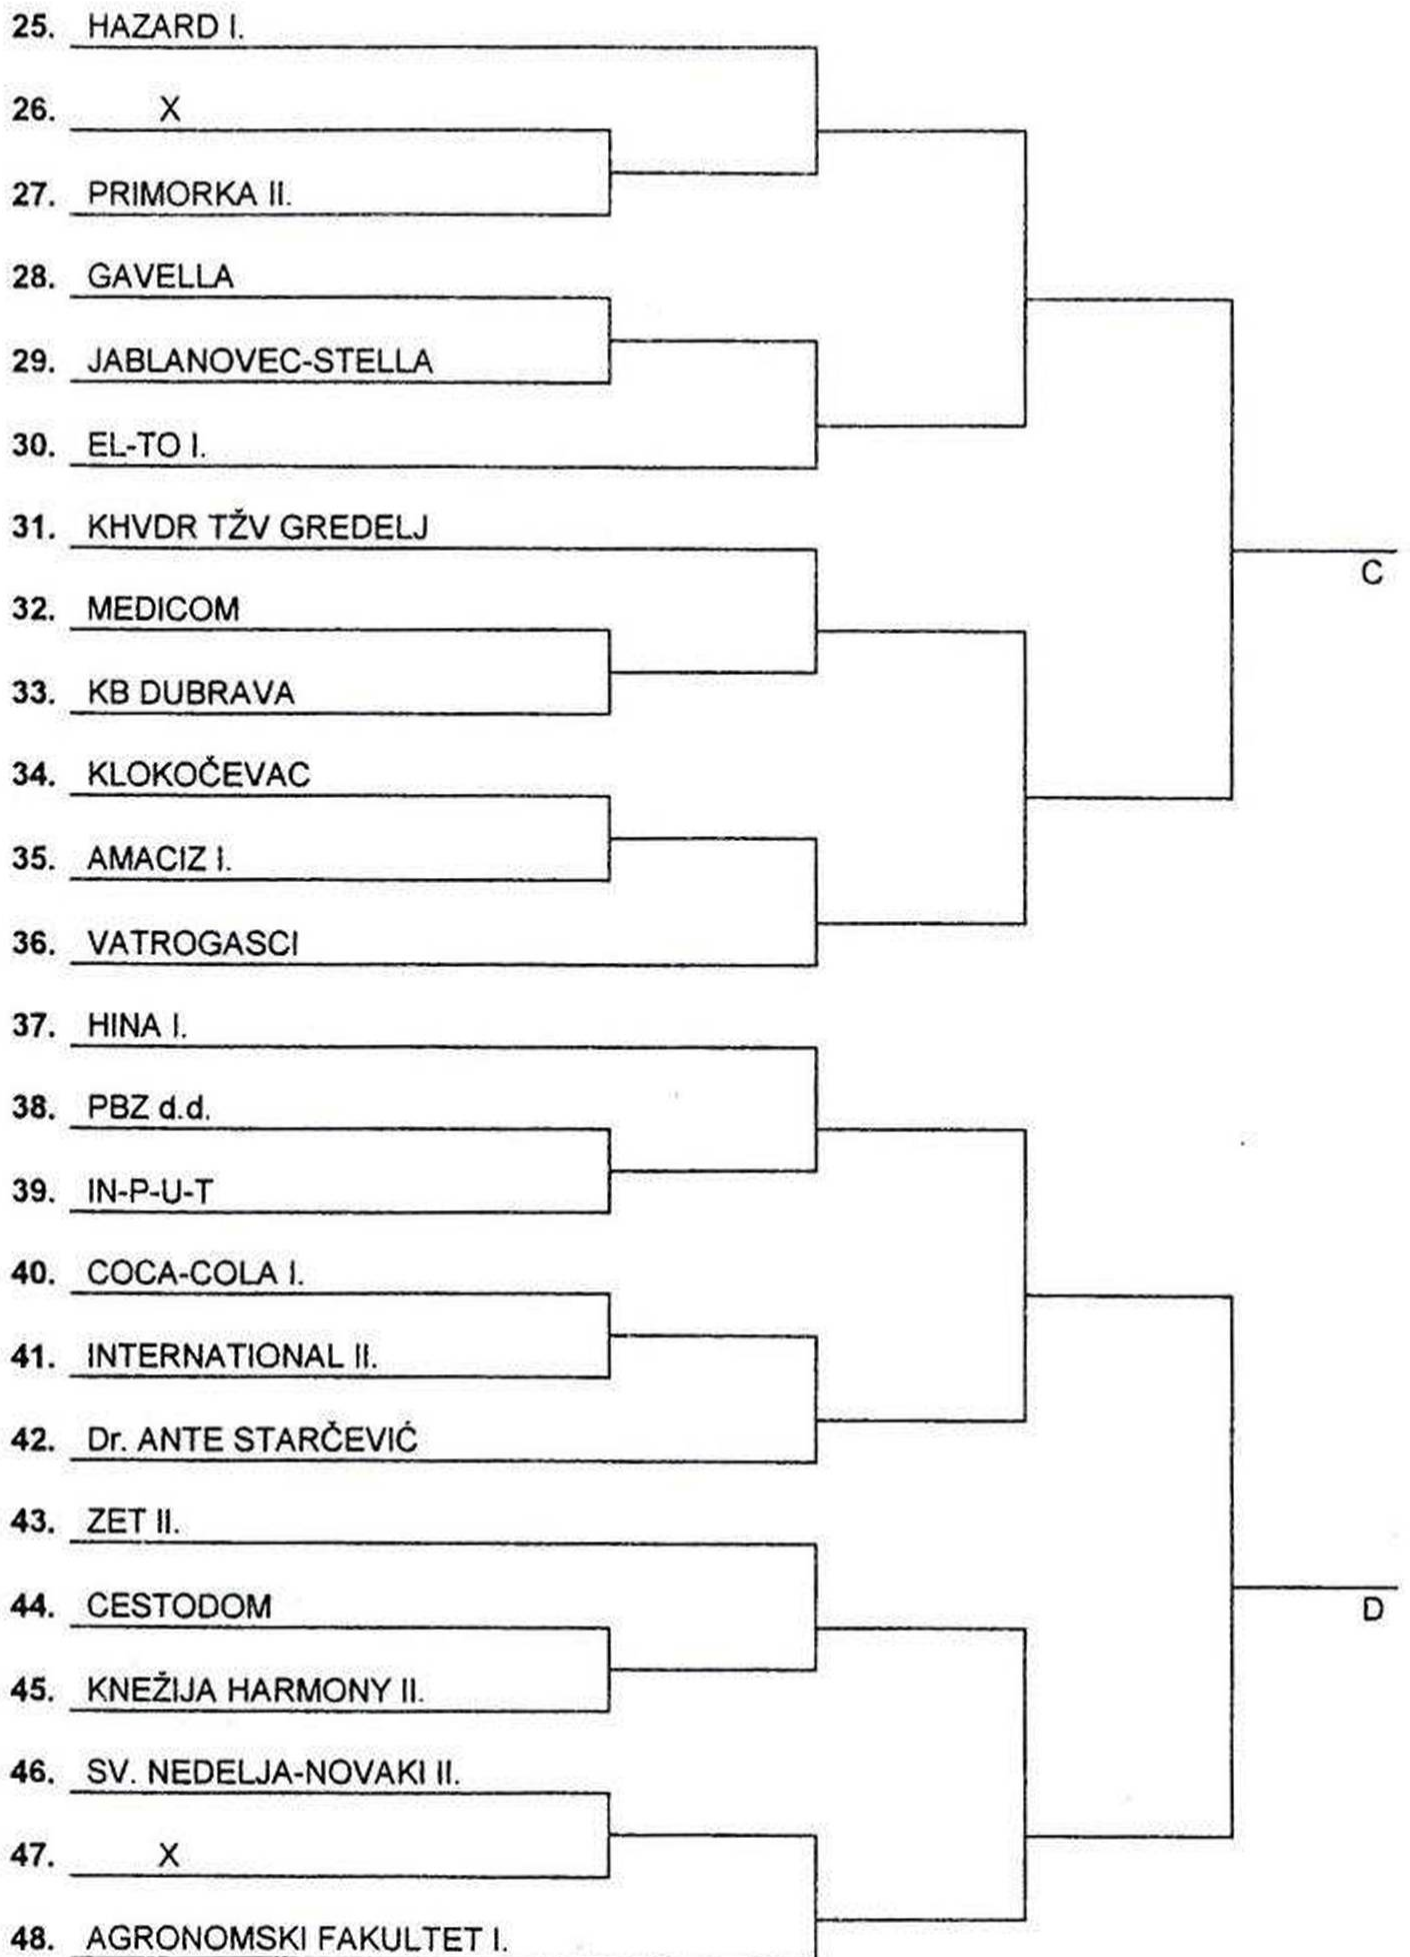 25. HAZARD I.
26. X
27. PRIMORKA II.
28. GAVELLA
29. JABLANOVEC-STELLA
30. EL-TO I.
31. KHVDR TŽV GREDELJ
C
32. MEDICOM
33. KB DUBRAVA
34. KLOKOČEVAC
35. AMACIZ I.
36. VATROGASCI
37. HINA I.
38. PBZ d.d.
39. IN-P-U-T
40. COCA-COLA I.
41. INTERNATIONAL II.
42. Dr. ANTE STARČEVIĆ
43. ZET II.
44. CESTODOM
D
45. KNEŽIJA HARMONY II.
46. SV. NEDELJA-NOVAKI II.
47. X
48. AGRONOMSKI FAKULTET I.